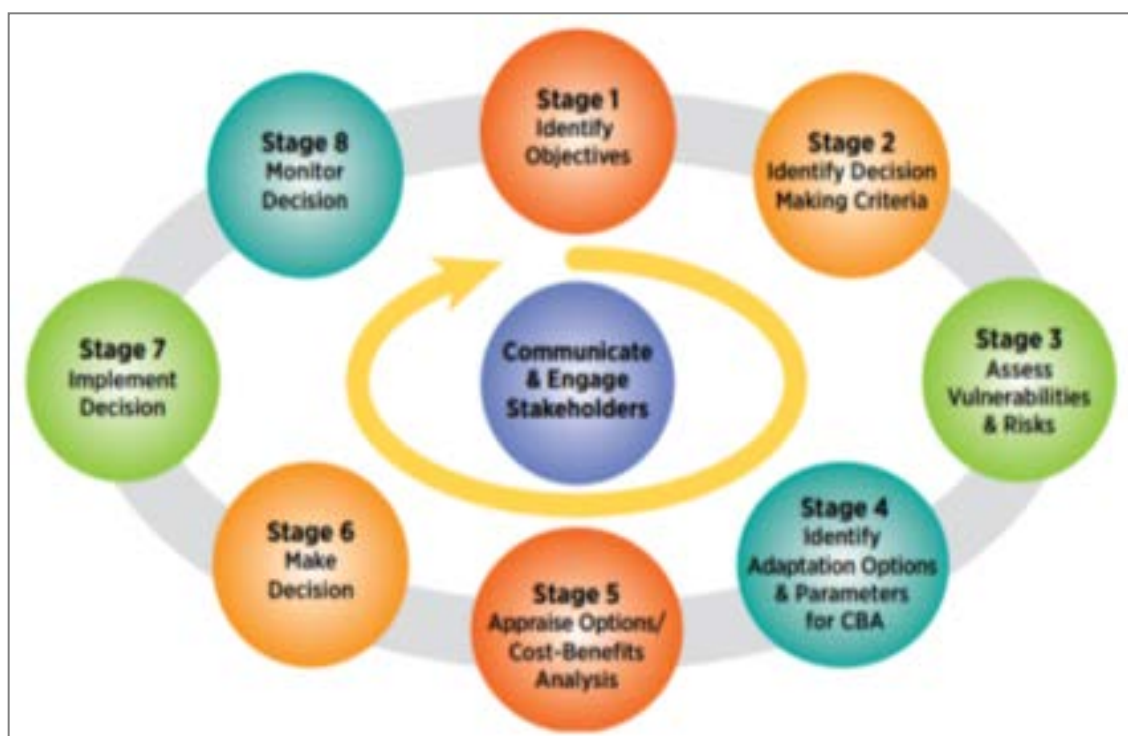 Stage 1
Identify
Objectives
Stage 2
Identify Decision
Making Criteria
Stage 3
Assess
Vulnerabilities
& Risks
Stage 4
Identify
Adaptation Options
& Parameters
for CBA
Stage 5
Appraise Options/
Cost-Benefits
Analysis
Stage 6
Make
Decision
Stage 7
Implement
Decision
Stage 8
Monitor
Decision
Communicate
& Engage
Stakeholders